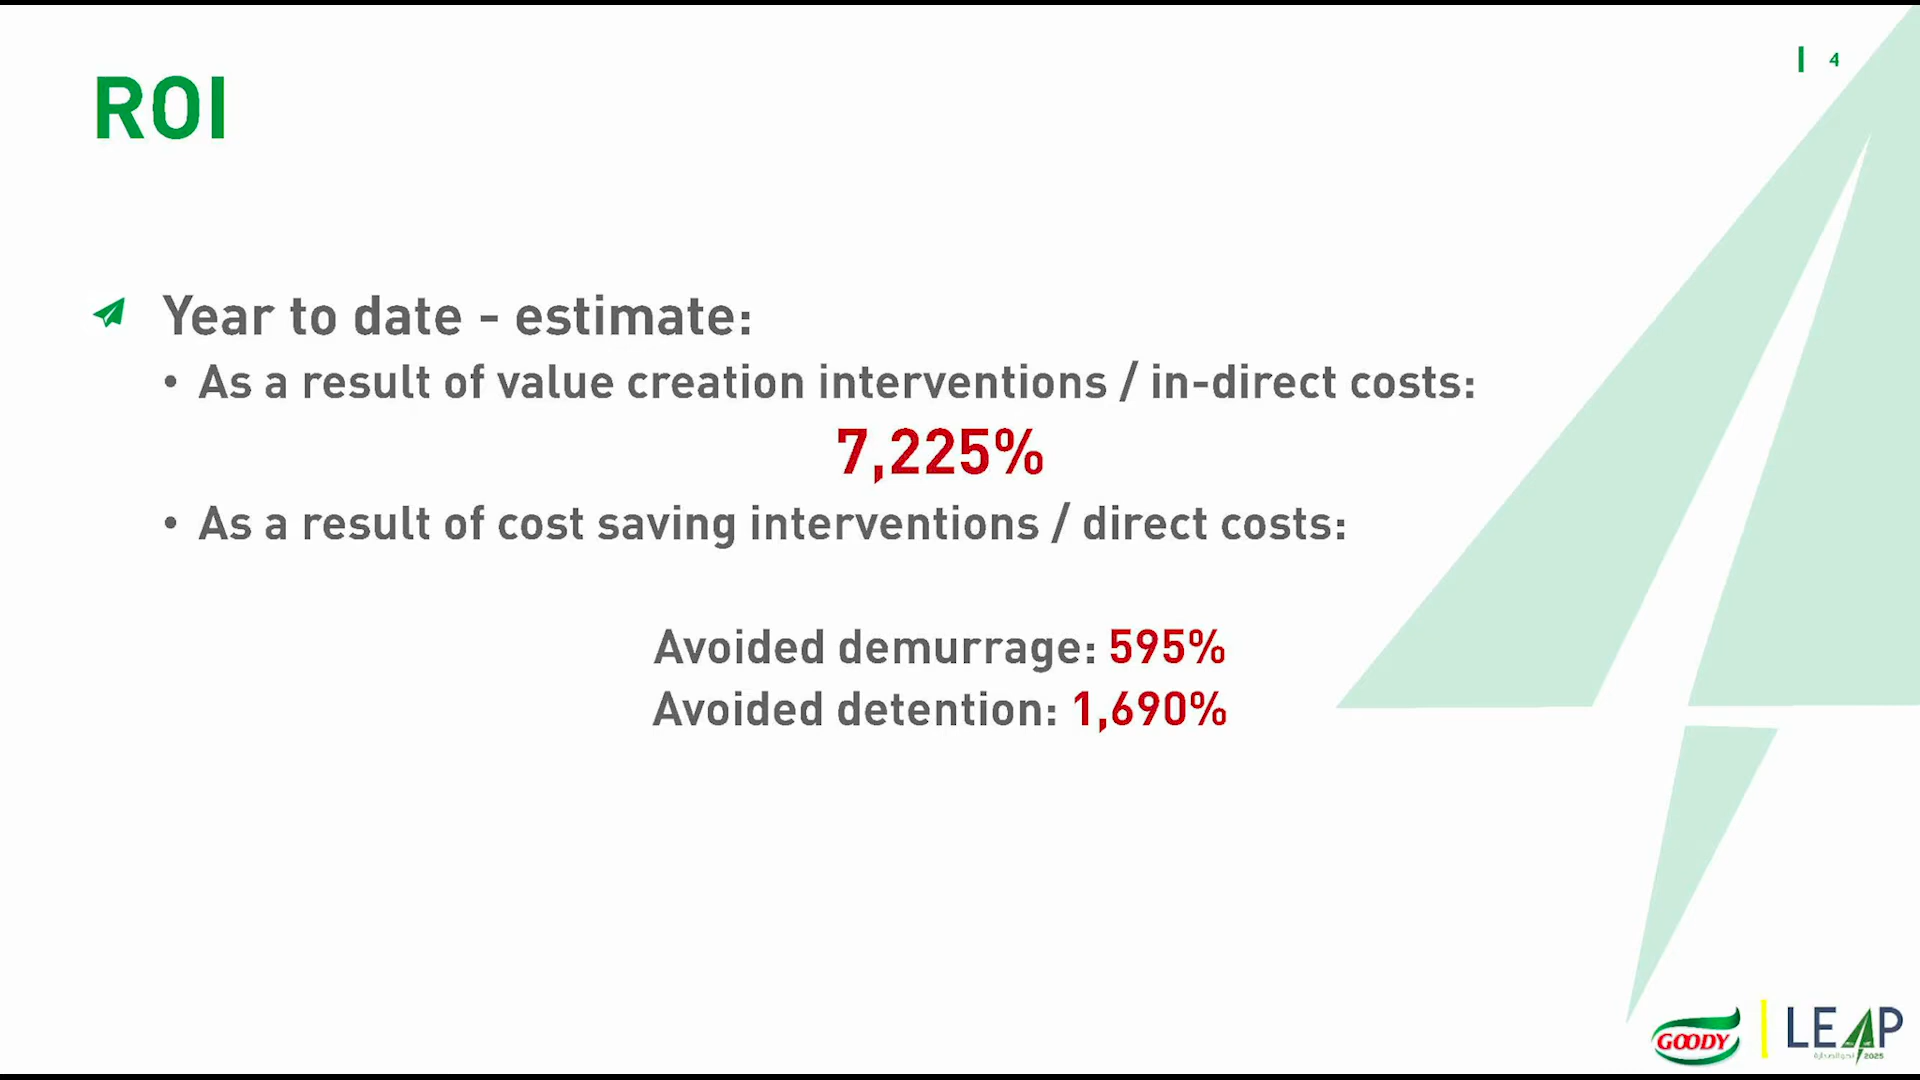 4
ROI
Year to date - estimate:
• As a result of value creation interventions / in-direct costs:
7,225%
• As a result of cost saving interventions / direct costs:
Avoided demurrage: 595%
Avoided detention: 1,690%
GOODY
LEAP
2025